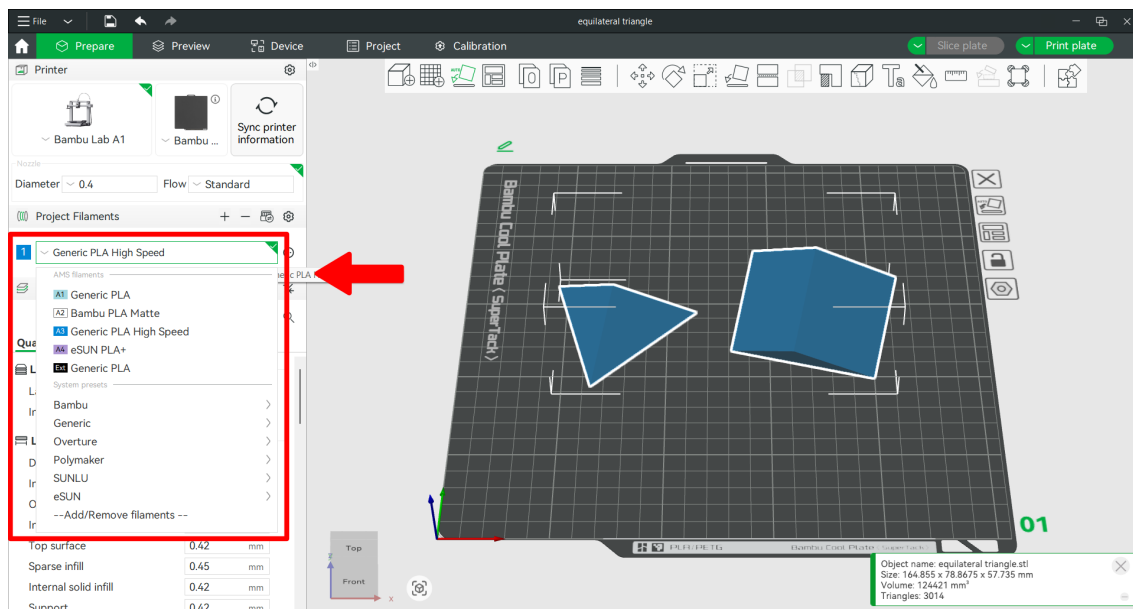 File
equilateral triangle
Prepare
Preview
Device
Project
Calibration
Slice plate
Print plate
Printer
Bambu Lab A1
Bambu ...
Sync printer
information
Nozzle
Diameter
0.4
Flow
Standard
Project Filaments
1
Generic PLA High Speed
AMS filaments
A1 Generic PLA
A2 Bambu PLA Matte
A3 Generic PLA High Speed
A4 eSUN PLA+
Ext Generic PLA
System presets
Bambu
Generic
Overture
Polymaker
SUNLU
eSUN
--Add/Remove filaments --
Top surface 0.42 mm
Sparse infill 0.45 mm
Internal solid infill 0.42 mm
Support 0.42 mm
Bambu Cool Plate (SuperTack)
01
PLA/PETG
Bambu Cool Plate (SuperTack)
Top
Front
z
x
Object name: equilateral triangle.stl
Size: 164.855 x 78.8675 x 57.735 mm
Volume: 124421 mm³
Triangles: 3014